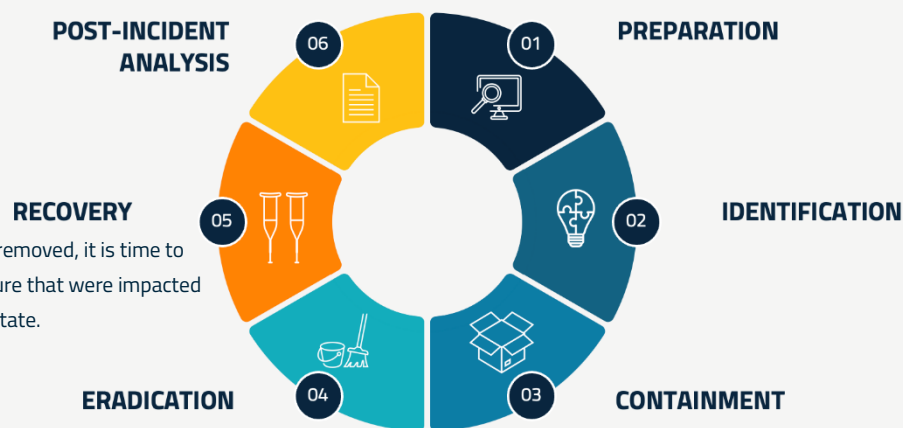 POST-INCIDENT
ANALYSIS
06
01
PREPARATION
RECOVERY
05
removed, it is time to
ure that were impacted
tate.
02
IDENTIFICATION
ERADICATION
04
03
CONTAINMENT